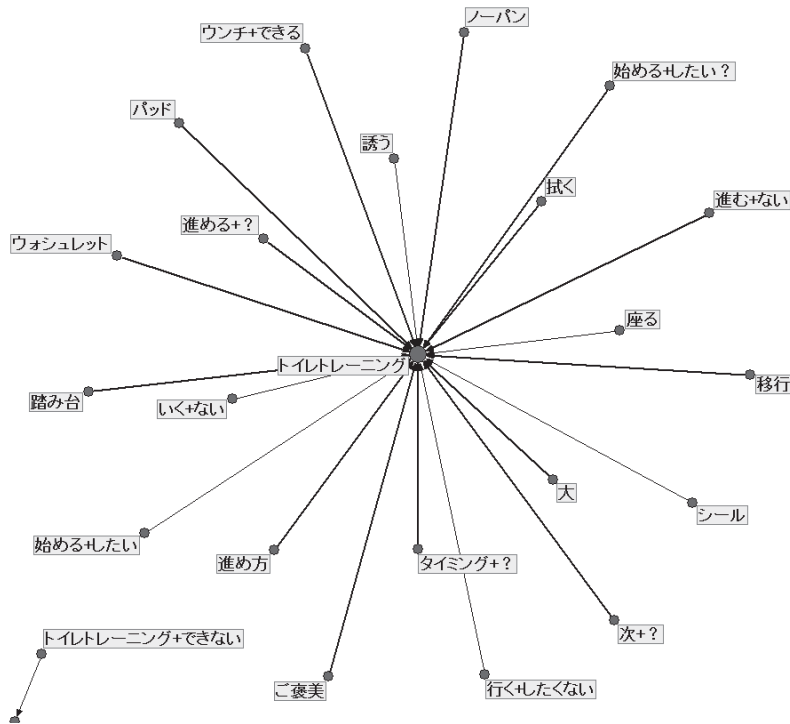 ノーパン
ウンチ+できる
始める+したい？
パッド
誘う
拭く
進む+ない
進める+？
ウォシュレット
座る
トイレトレーニング
移行
踏み台
いく+ない
大
シール
始める+したい
進め方
タイミング+？
次+？
トイレトレーニング+できない
ご褒美
行く+したくない